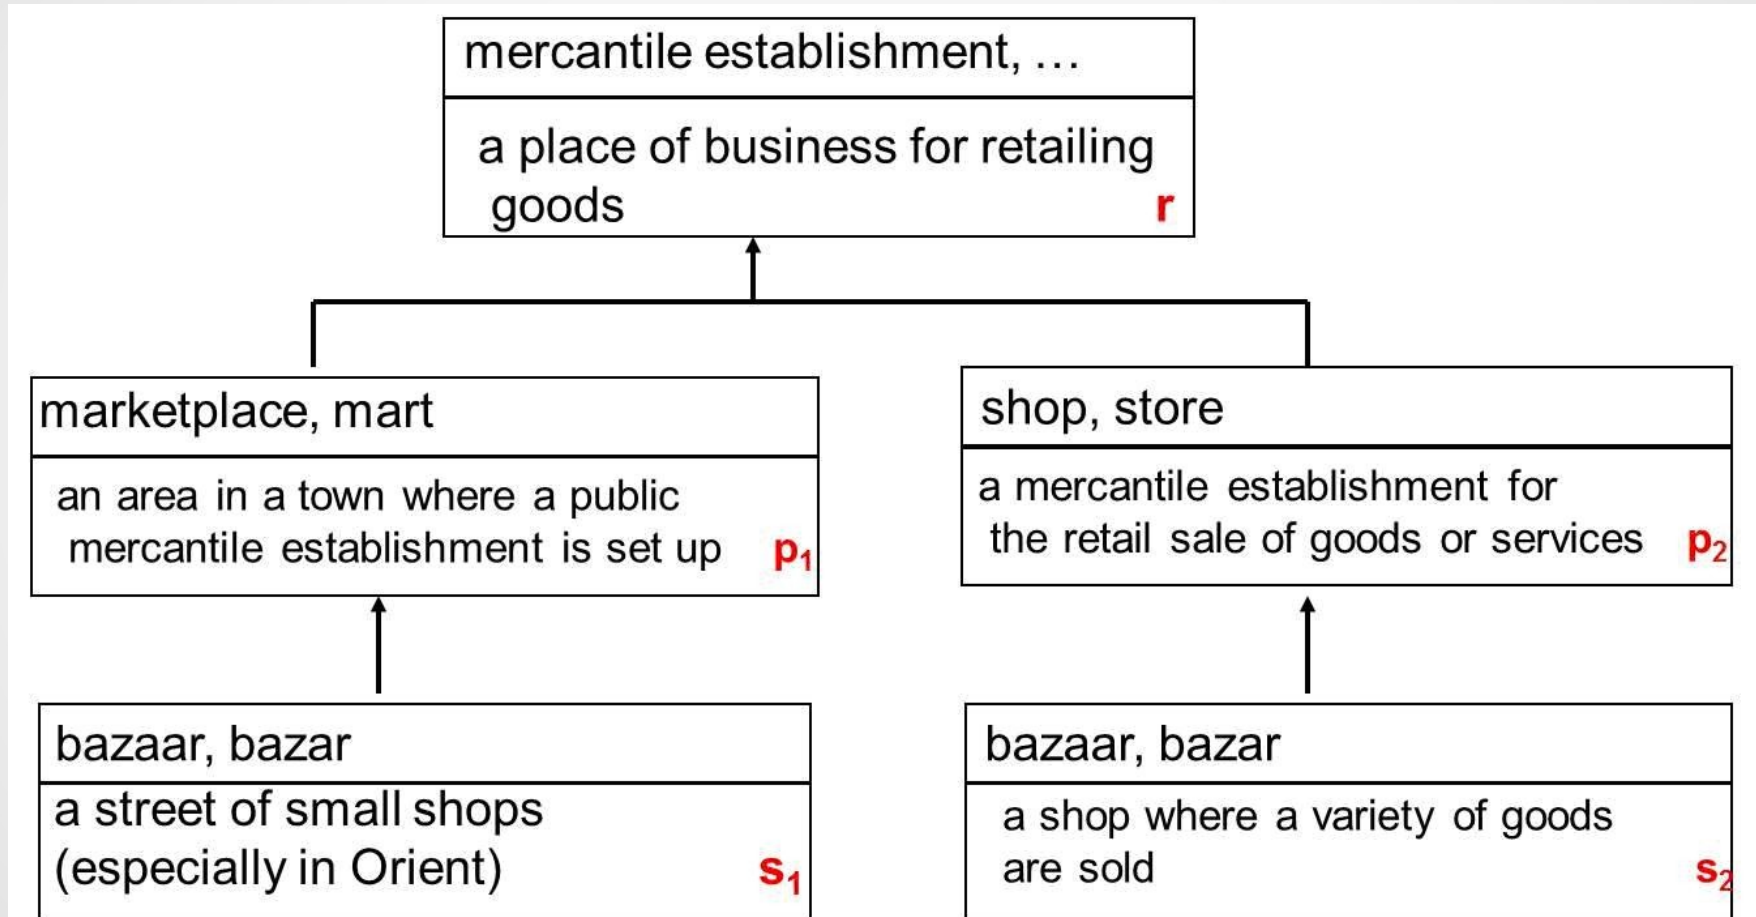 mercantile establishment, …
a place of business for retailing
goods r
marketplace, mart
an area in a town where a public
mercantile establishment is set up p₁
shop, store
a mercantile establishment for
the retail sale of goods or services p₂
bazaar, bazar
a street of small shops
(especially in Orient) s₁
bazaar, bazar
a shop where a variety of goods
are sold s₂